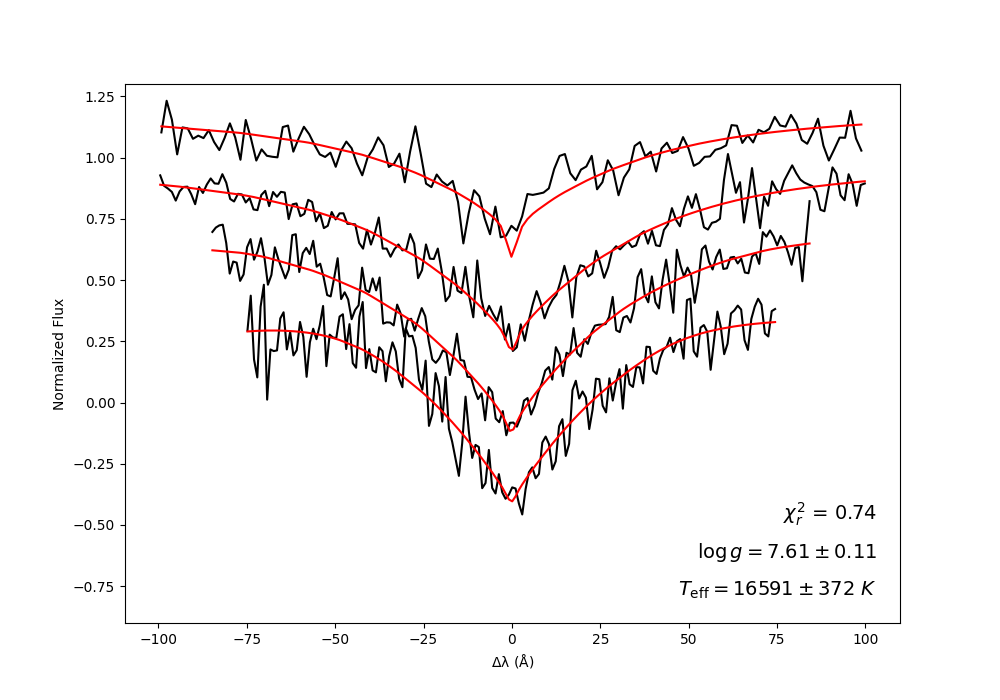 1.25
1.00
0.75
0.50
0.25
0.00
−0.25
−0.50
−0.75
Normalized Flux
χ²ᵣ = 0.74
log g = 7.61 ± 0.11
T_eff = 16591 ± 372 K
−100 −75 −50 −25 0 25 50 75 100
Δλ (Å)